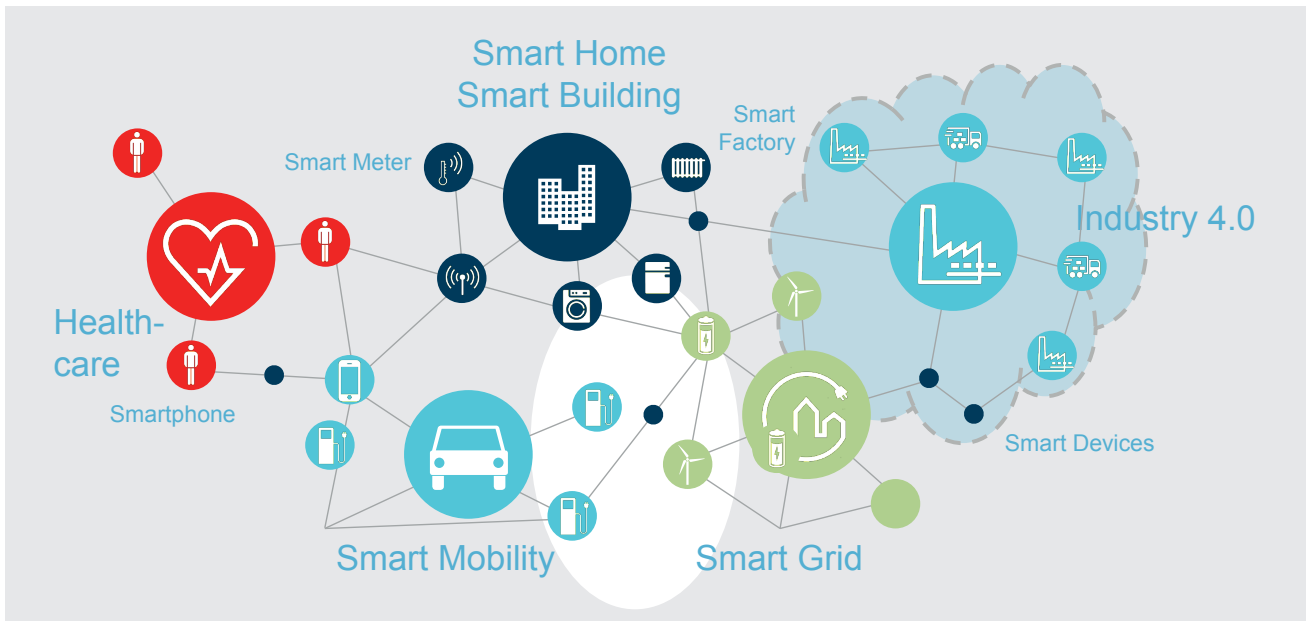 Smart Home
Smart Building
Smart
Factory
Smart Meter
Industry 4.0
Health-
care
Smartphone
Smart Devices
Smart Mobility
Smart Grid